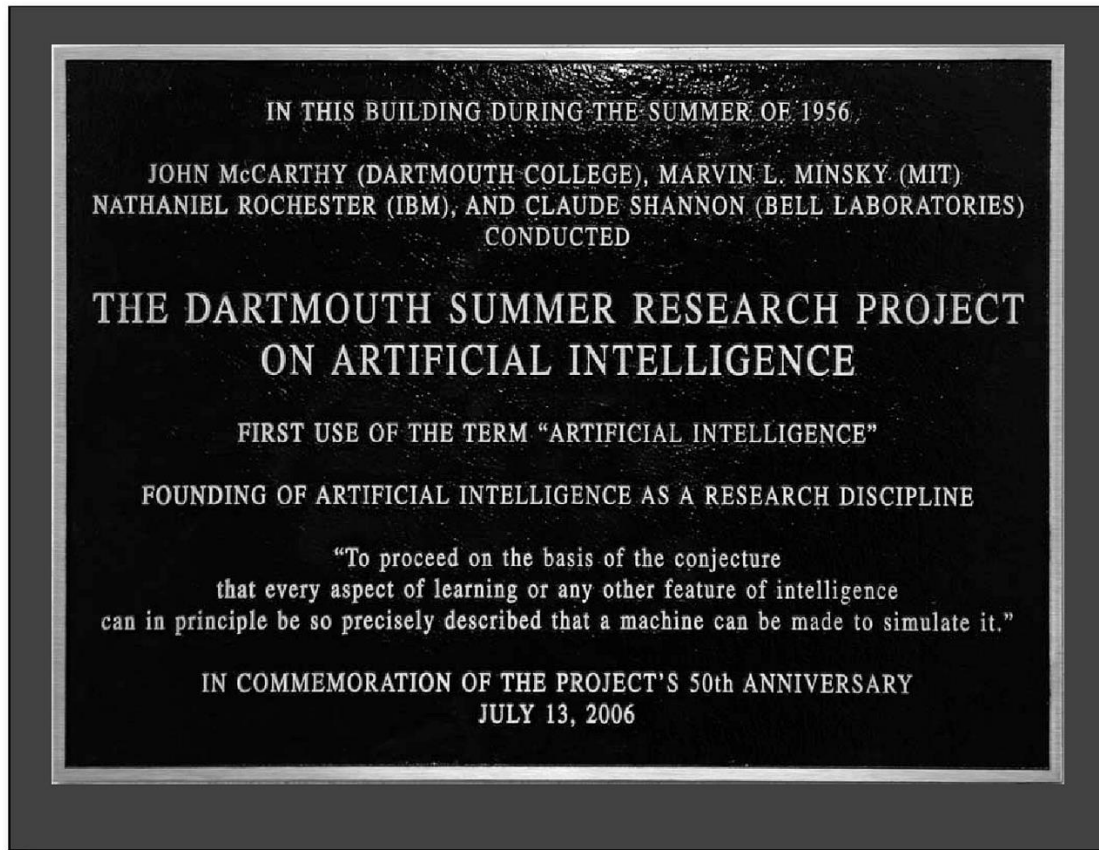 IN THIS BUILDING DURING THE SUMMER OF 1956
JOHN McCARTHY (DARTMOUTH COLLEGE), MARVIN L. MINSKY (MIT)
NATHANIEL ROCHESTER (IBM), AND CLAUDE SHANNON (BELL LABORATORIES)
CONDUCTED
THE DARTMOUTH SUMMER RESEARCH PROJECT
ON ARTIFICIAL INTELLIGENCE
FIRST USE OF THE TERM “ARTIFICIAL INTELLIGENCE”
FOUNDING OF ARTIFICIAL INTELLIGENCE AS A RESEARCH DISCIPLINE
“To proceed on the basis of the conjecture
that every aspect of learning or any other feature of intelligence
can in principle be so precisely described that a machine can be made to simulate it.”
IN COMMEMORATION OF THE PROJECT’S 50th ANNIVERSARY
JULY 13, 2006